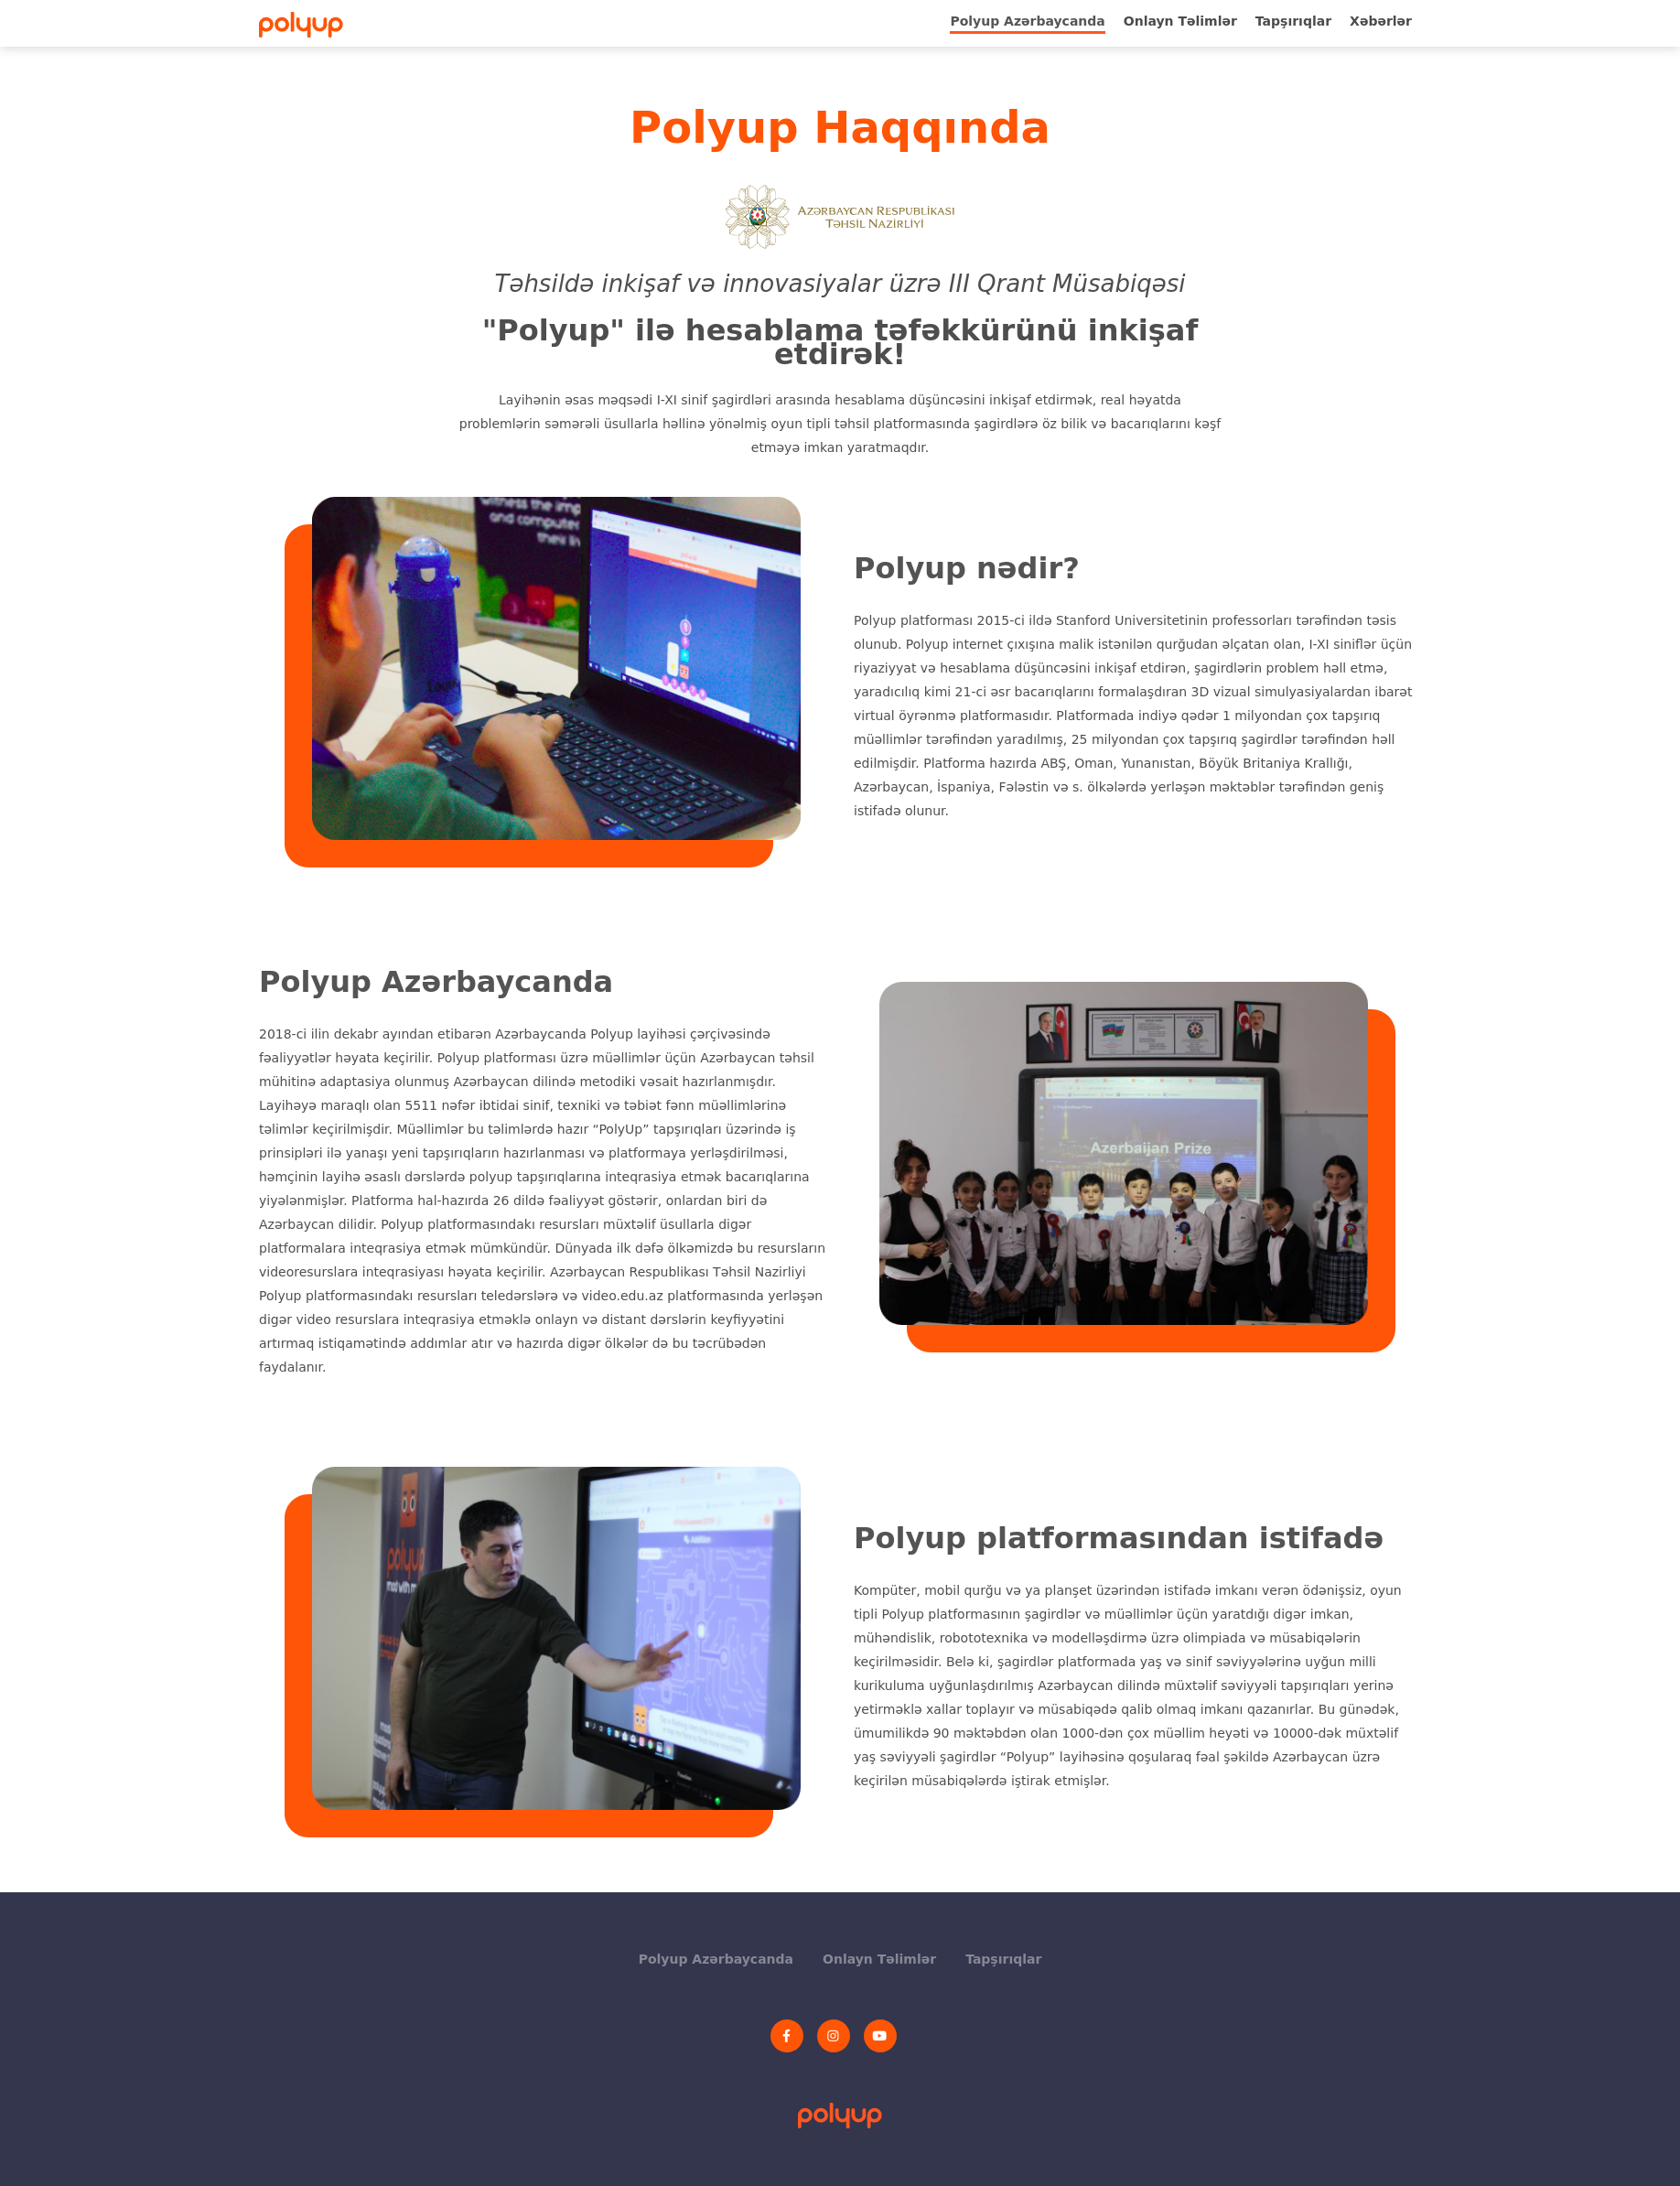 polyup
Polyup Azərbaycanda Onlayn Təlimlər Tapşırıqlar Xəbərlər
Polyup Haqqında
AZƏRBAYCAN RESPUBLİKASI
TƏHSİL NAZİRLİYİ
Təhsildə inkişaf və innovasiyalar üzrə III Qrant Müsabiqəsi
"Polyup" ilə hesablama təfəkkürünü inkişaf
etdirək!
Layihənin əsas məqsədi I-XI sinif şagirdləri arasında hesablama düşüncəsini inkişaf etdirmək, real həyatda
problemlərin səmərəli üsullarla həllinə yönəlmiş oyun tipli təhsil platformasında şagirdlərə öz bilik və bacarıqlarını kəşf
etməyə imkan yaratmaqdır.
witness the
and compute
their
Polyup nədir?
Polyup platforması 2015-ci ildə Stanford Universitetinin professorları tərəfindən təsis
olunub. Polyup internet çıxışına malik istənilən qurğudan əlçatan olan, I-XI siniflər üçün
riyaziyyat və hesablama düşüncəsini inkişaf etdirən, şagirdlərin problem həll etmə,
yaradıcılıq kimi 21-ci əsr bacarıqlarını formalaşdıran 3D vizual simulyasiyalardan ibarət
virtual öyrənmə platformasıdır. Platformada indiyə qədər 1 milyondan çox tapşırıq
müəllimlər tərəfindən yaradılmış, 25 milyondan çox tapşırıq şagirdlər tərəfindən həll
edilmişdir. Platforma hazırda ABŞ, Oman, Yunanıstan, Böyük Britaniya Krallığı,
Azərbaycan, İspaniya, Fələstin və s. ölkələrdə yerləşən məktəblər tərəfindən geniş
istifadə olunur.
Polyup Azərbaycanda
2018-ci ilin dekabr ayından etibarən Azərbaycanda Polyup layihəsi çərçivəsində
fəaliyyətlər həyata keçirilir. Polyup platforması üzrə müəllimlər üçün Azərbaycan təhsil
mühitinə adaptasiya olunmuş Azərbaycan dilində metodiki vəsait hazırlanmışdır.
Layihəyə maraqlı olan 5511 nəfər ibtidai sinif, texniki və təbiət fənn müəllimlərinə
təlimlər keçirilmişdir. Müəllimlər bu təlimlərdə hazır “PolyUp” tapşırıqları üzərində iş
prinsipləri ilə yanaşı yeni tapşırıqların hazırlanması və platformaya yerləşdirilməsi,
həmçinin layihə əsaslı dərslərdə polyup tapşırıqlarına inteqrasiya etmək bacarıqlarına
yiyələnmişlər. Platforma hal-hazırda 26 dildə fəaliyyət göstərir, onlardan biri də
Azərbaycan dilidir. Polyup platformasındakı resursları müxtəlif üsullarla digər
platformalara inteqrasiya etmək mümkündür. Dünyada ilk dəfə ölkəmizdə bu resursların
videoresurslara inteqrasiyası həyata keçirilir. Azərbaycan Respublikası Təhsil Nazirliyi
Polyup platformasındakı resursları teledərslərə və video.edu.az platformasında yerləşən
digər video resurslara inteqrasiya etməklə onlayn və distant dərslərin keyfiyyətini
artırmaq istiqamətində addımlar atır və hazırda digər ölkələr də bu təcrübədən
faydalanır.
Azerbaijan Prize
polyup
Addition
Polyup platformasından istifadə
Kompüter, mobil qurğu və ya planşet üzərindən istifadə imkanı verən ödənişsiz, oyun
tipli Polyup platformasının şagirdlər və müəllimlər üçün yaratdığı digər imkan,
mühəndislik, robototexnika və modelləşdirmə üzrə olimpiada və müsabiqələrin
keçirilməsidir. Belə ki, şagirdlər platformada yaş və sinif səviyyələrinə uyğun milli
kurikuluma uyğunlaşdırılmış Azərbaycan dilində müxtəlif səviyyəli tapşırıqları yerinə
yetirməklə xallar toplayır və müsabiqədə qalib olmaq imkanı qazanırlar. Bu günədək,
ümumilikdə 90 məktəbdən olan 1000-dən çox müəllim heyəti və 10000-dək müxtəlif
yaş səviyyəli şagirdlər “Polyup” layihəsinə qoşularaq fəal şəkildə Azərbaycan üzrə
keçirilən müsabiqələrdə iştirak etmişlər.
Polyup Azərbaycanda Onlayn Təlimlər Tapşırıqlar
polyup